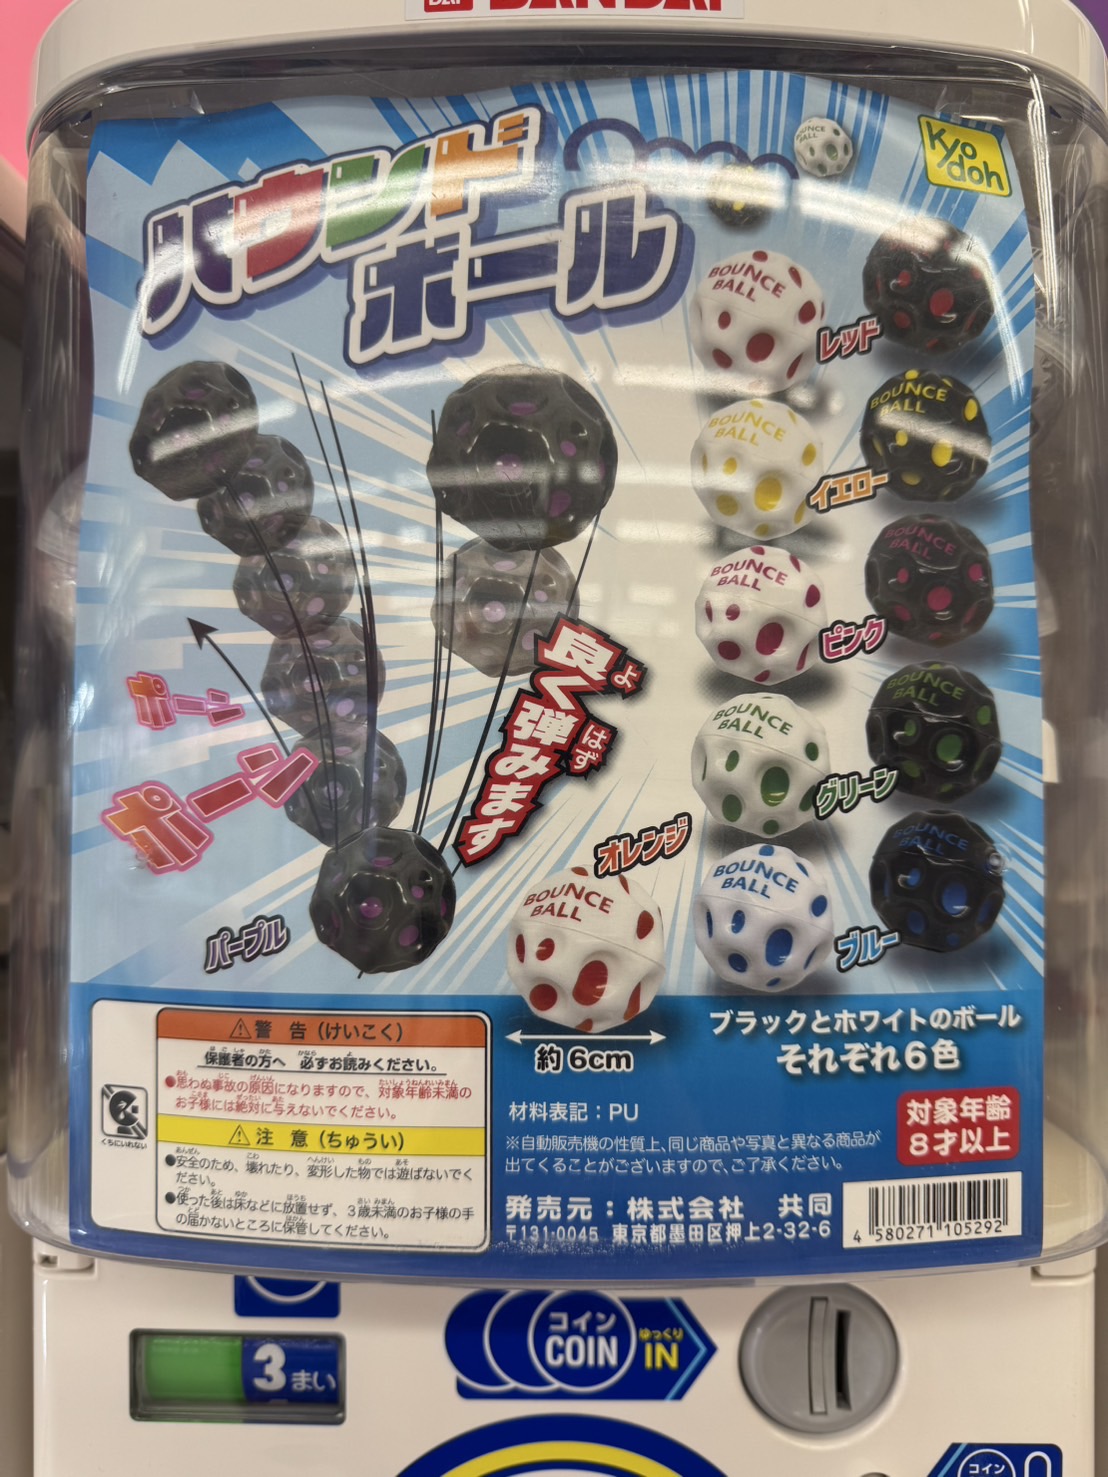 BANDAI
バウンド
ボール
Kyo
doh
BOUNCE
BALL
BOUNCE
BALL
レッド
BOUNCE
BALL
BOUNCE
BALL
イエロー
BOUNCE
BALL
BOUNCE
BALL
ピンク
BOUNCE
BALL
BOUNCE
BALL
グリーン
BOUNCE
BALL
BOUNCE
BALL
ブルー
良く弾みます
よ
はず
ポーン
ポーン
パープル
オレンジ
BOUNCE
BALL
約6cm
ブラックとホワイトのボール
それぞれ6色
材料表記:PU
対象年齢
8才以上
※自動販売機の性質上、同じ商品や写真と異なる商品が
出てくることがございますので、ご了承ください。
発売元:株式会社 共同
〒131-0045 東京都墨田区押上2-32-6
4 580271 105292
くちにいれない
⚠警 告(けいこく)
保護者の方へ 必ずお読みください。
●思わぬ事故の原因になりますので、対象年齢未満の
お子様には絶対に与えないでください。
⚠注 意(ちゅうい)
●安全のため、壊れたり、変形した物では遊ばないでく
ださい。
●使った後は床などに放置せず、3歳未満のお子様の手
の届かないところに保管してください。
3まい
コイン
COIN
ゆっくり
IN
コイン